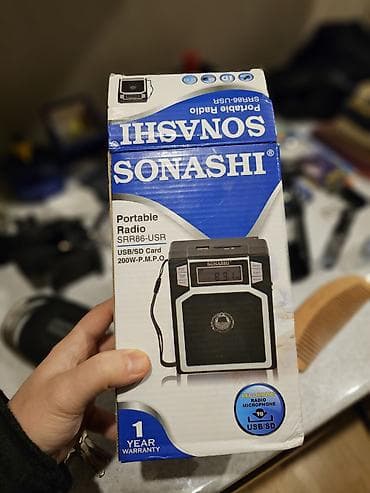 Portable Radio
SRR86-USR
SONASHI
SONASHI®
Portable
Radio
SRR86-USR
USB/SD Card
200W-P.M.P.O
SONASHI
1
YEAR
WARRANTY
RADIO
MICROPHONE
USB/SD